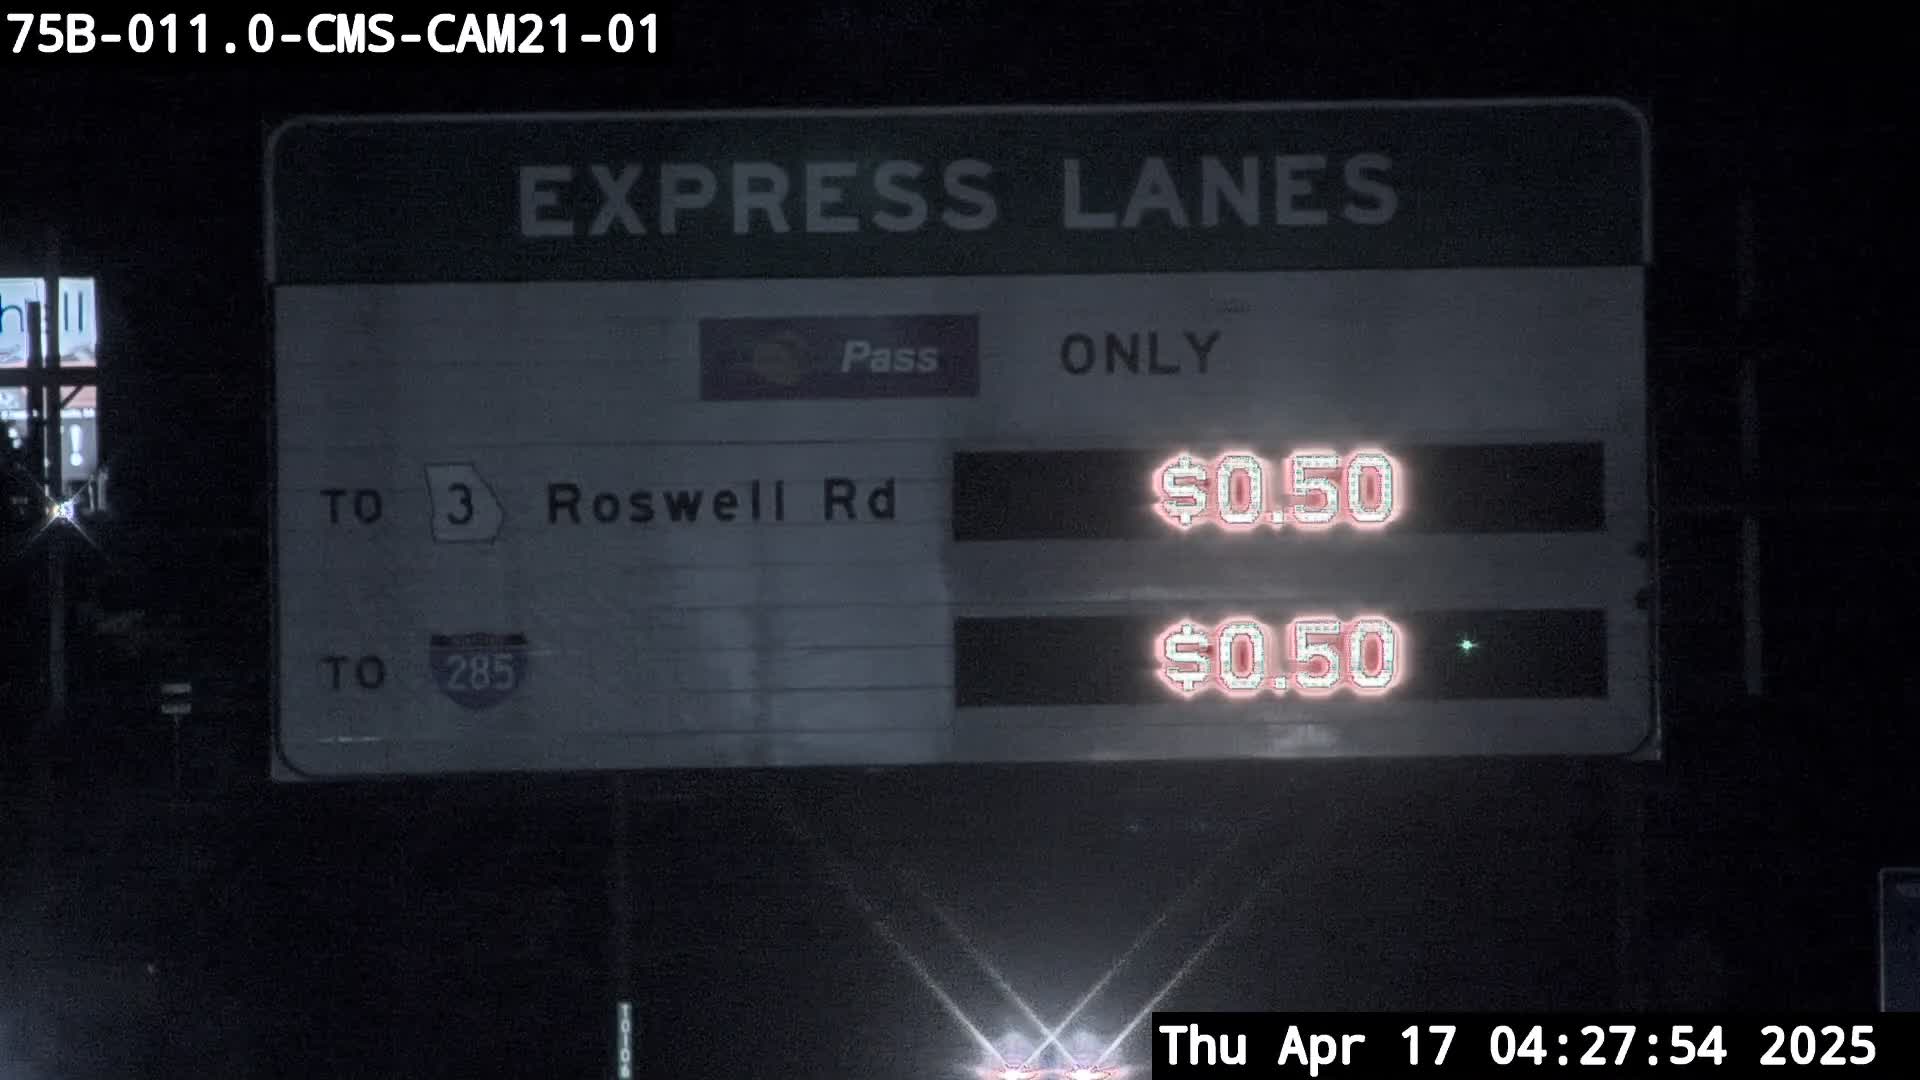 75B-011.0-CMS-CAM21-01
EXPRESS LANES
Pass ONLY
TO 3 Roswell Rd $0.50
TO 285 $0.50
Thu Apr 17 04:27:54 2025